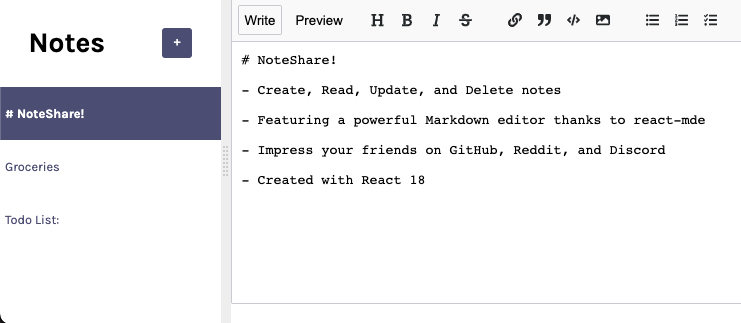 Notes
+
# NoteShare!
Groceries
Todo List:
Write Preview H B I S
# NoteShare!
- Create, Read, Update, and Delete notes
- Featuring a powerful Markdown editor thanks to react-mde
- Impress your friends on GitHub, Reddit, and Discord
- Created with React 18